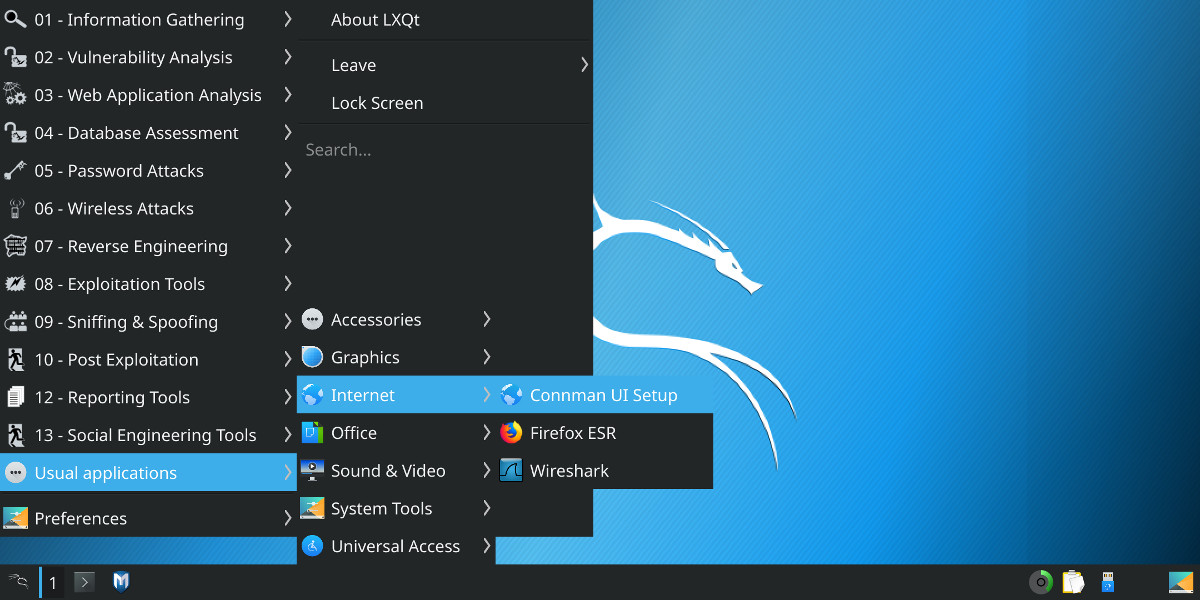 01 - Information Gathering
02 - Vulnerability Analysis
03 - Web Application Analysis
04 - Database Assessment
05 - Password Attacks
06 - Wireless Attacks
07 - Reverse Engineering
08 - Exploitation Tools
09 - Sniffing & Spoofing
10 - Post Exploitation
12 - Reporting Tools
13 - Social Engineering Tools
Usual applications
Preferences
About LXQt
Leave
Lock Screen
Search...
Accessories
Graphics
Internet
Office
Sound & Video
System Tools
Universal Access
Connman UI Setup
Firefox ESR
Wireshark
1